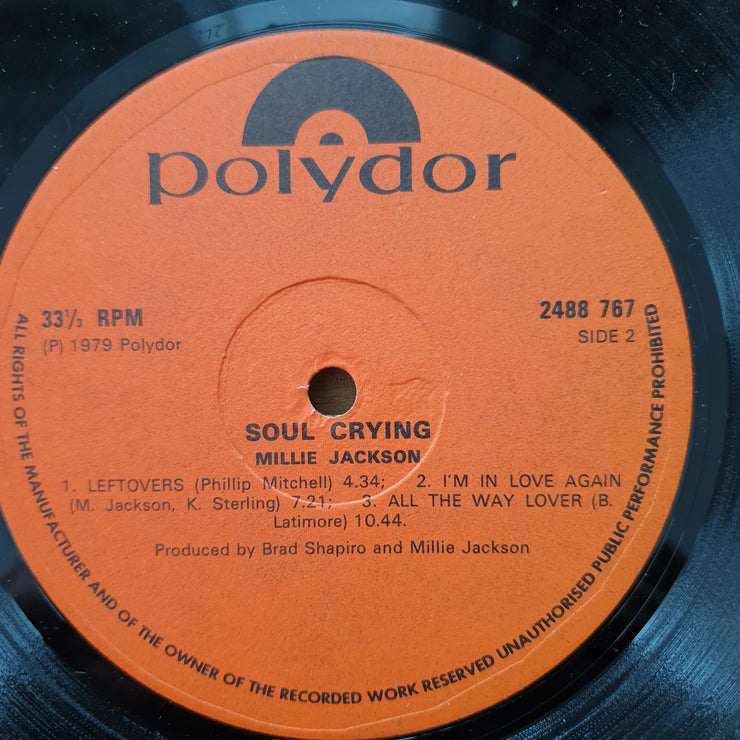 polydor
33⅓ RPM
2488 767
(P) 1979 Polydor
SIDE 2
SOUL CRYING
MILLIE JACKSON
1. LEFTOVERS (Phillip Mitchell) 4.34; 2. I'M IN LOVE AGAIN
(M. Jackson, K. Sterling) 7.21; 3. ALL THE WAY LOVER (B.
Latimore) 10.44.
Produced by Brad Shapiro and Millie Jackson
ALL RIGHTS OF THE MANUFACTURER AND OF THE OWNER OF THE RECORDED WORK RESERVED UNAUTHORISED PUBLIC PERFORMANCE PROHIBITED